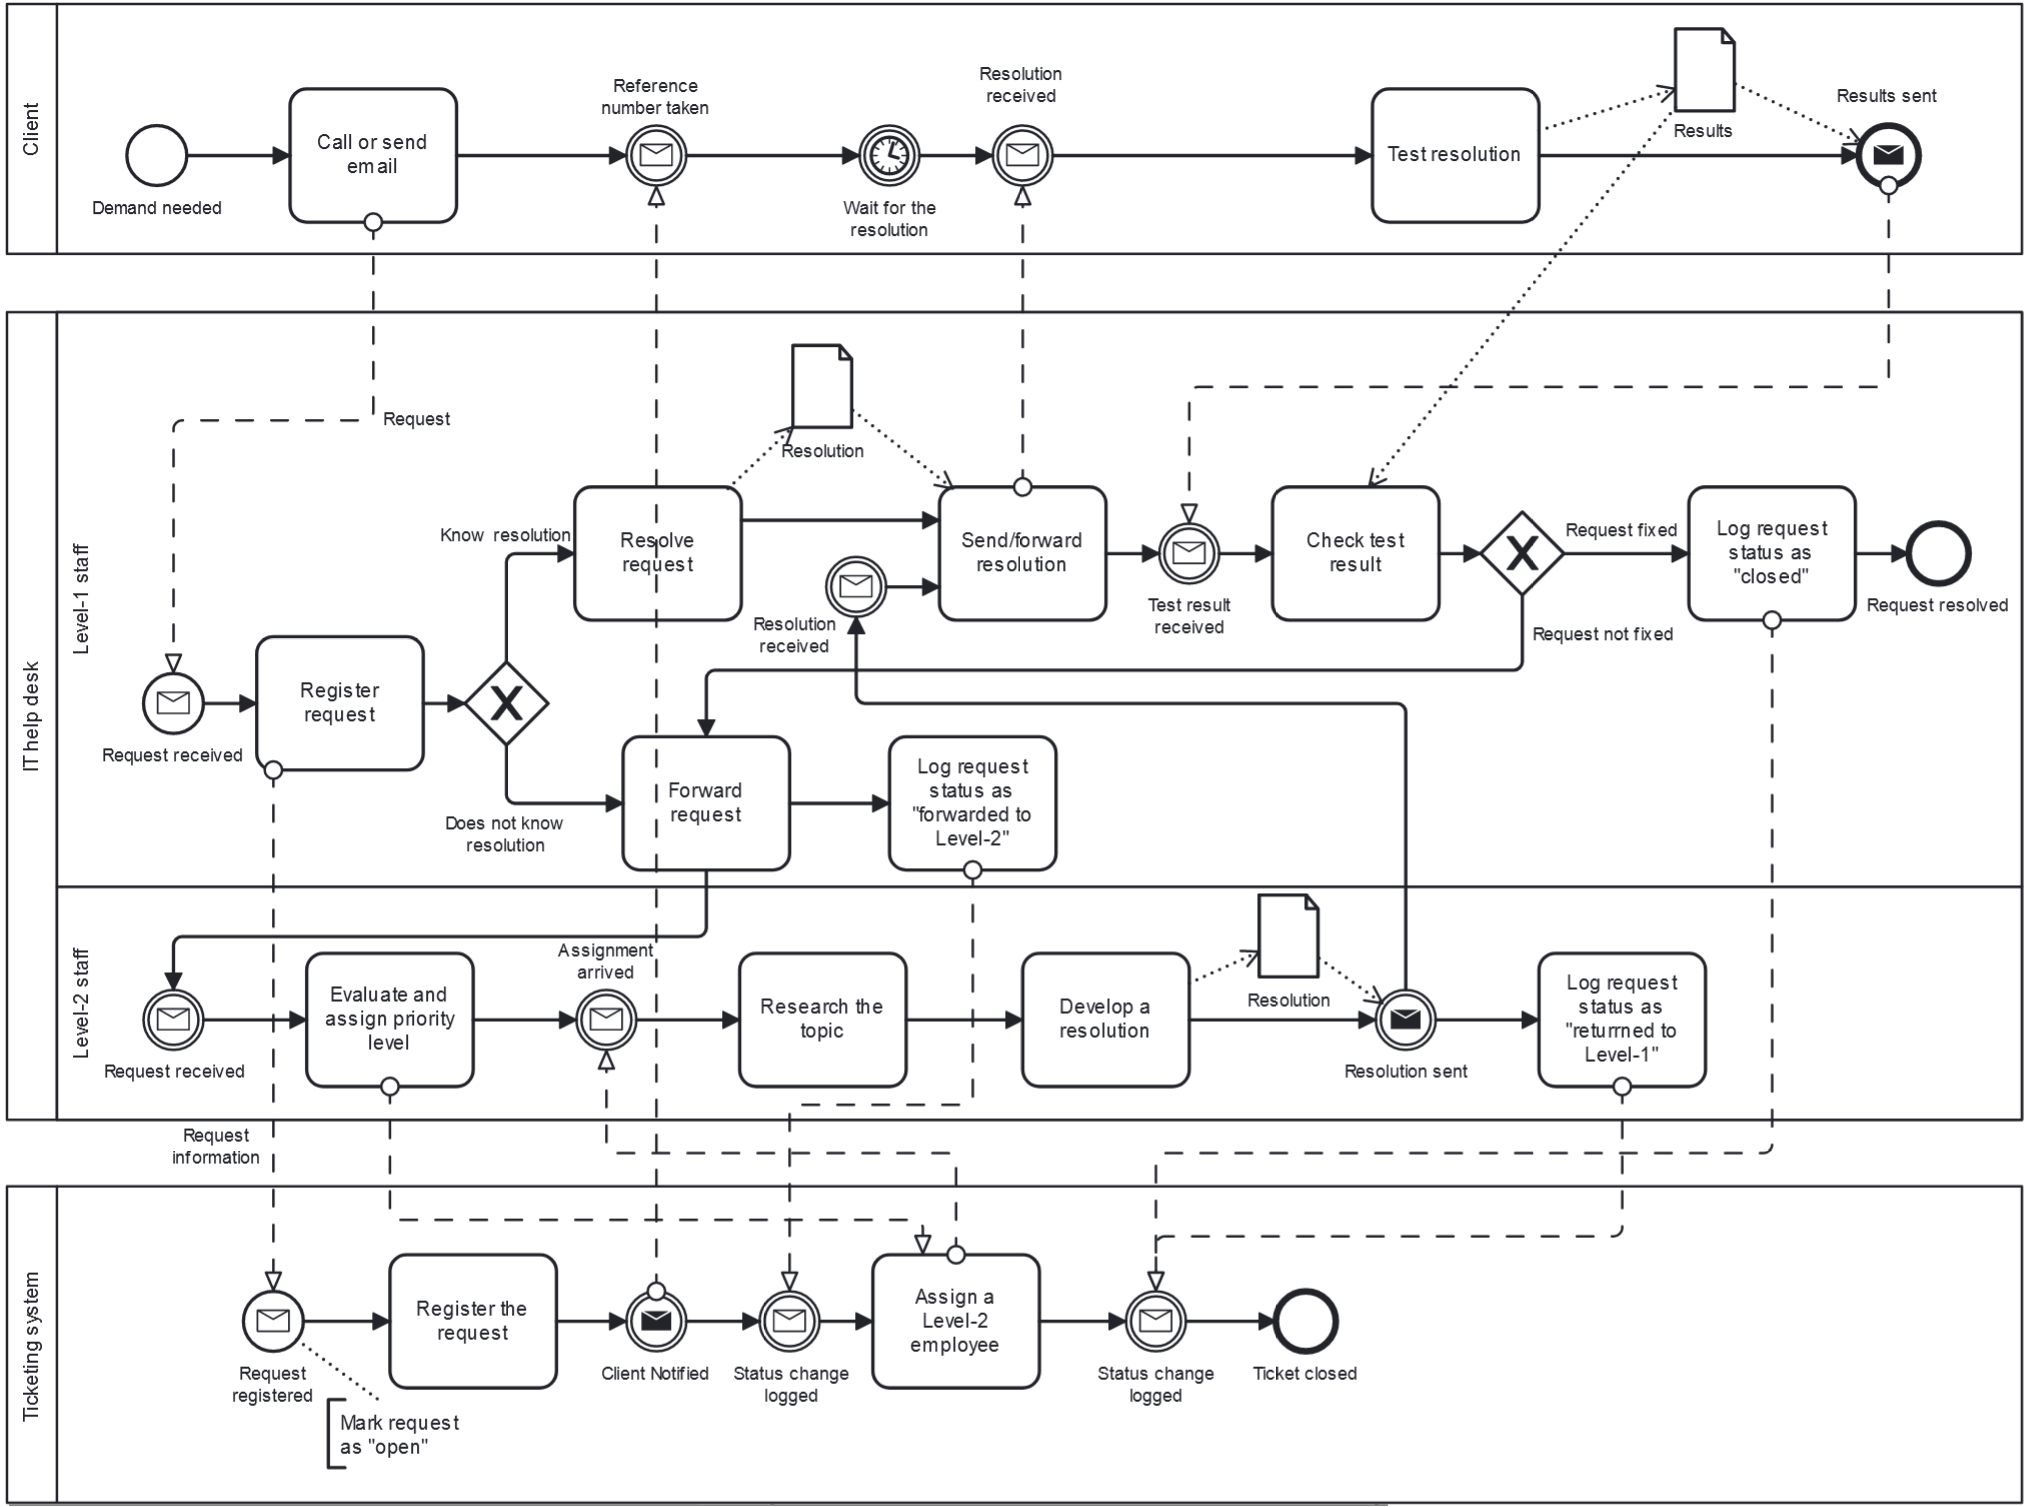 Client
Demand needed
Call or send
email
Reference
number taken
Wait for the
resolution
Resolution
received
Test resolution
Results
Results sent
IT help desk
Level-1 staff
Request
Request received
Register
request
Know resolution
Does not know
resolution
Resolve
request
Resolution
Resolution
received
Send/forward
resolution
Test result
received
Check test
result
Request fixed
Request not fixed
Log request
status as
"closed"
Request resolved
Forward
request
Log request
status as
"forwarded to
Level-2"
Level-2 staff
Request received
Evaluate and
assign priority
level
Assignment
arrived
Research the
topic
Develop a
resolution
Resolution
Resolution sent
Log request
status as
"returrned to
Level-1"
Request
information
Ticketing system
Request
registered
Mark request
as "open"
Register the
request
Client Notified
Status change
logged
Assign a
Level-2
employee
Status change
logged
Ticket closed